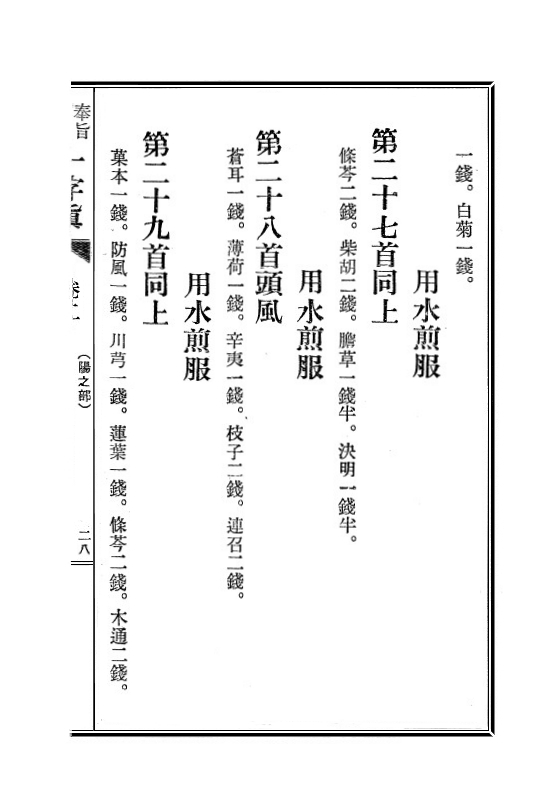 一錢。白菊一錢。
用水煎服
第二十七首同上
條芩二錢。柴胡二錢。膽草一錢半。決明一錢半。
用水煎服
第二十八首頭風
蒼耳一錢。薄荷一錢。辛夷一錢。枝子二錢。連召二錢。
用水煎服
第二十九首同上
藁本一錢。防風一錢。川芎一錢。蓮葉一錢。條芩二錢。木通二錢。
奉旨
(陽之部)
二八